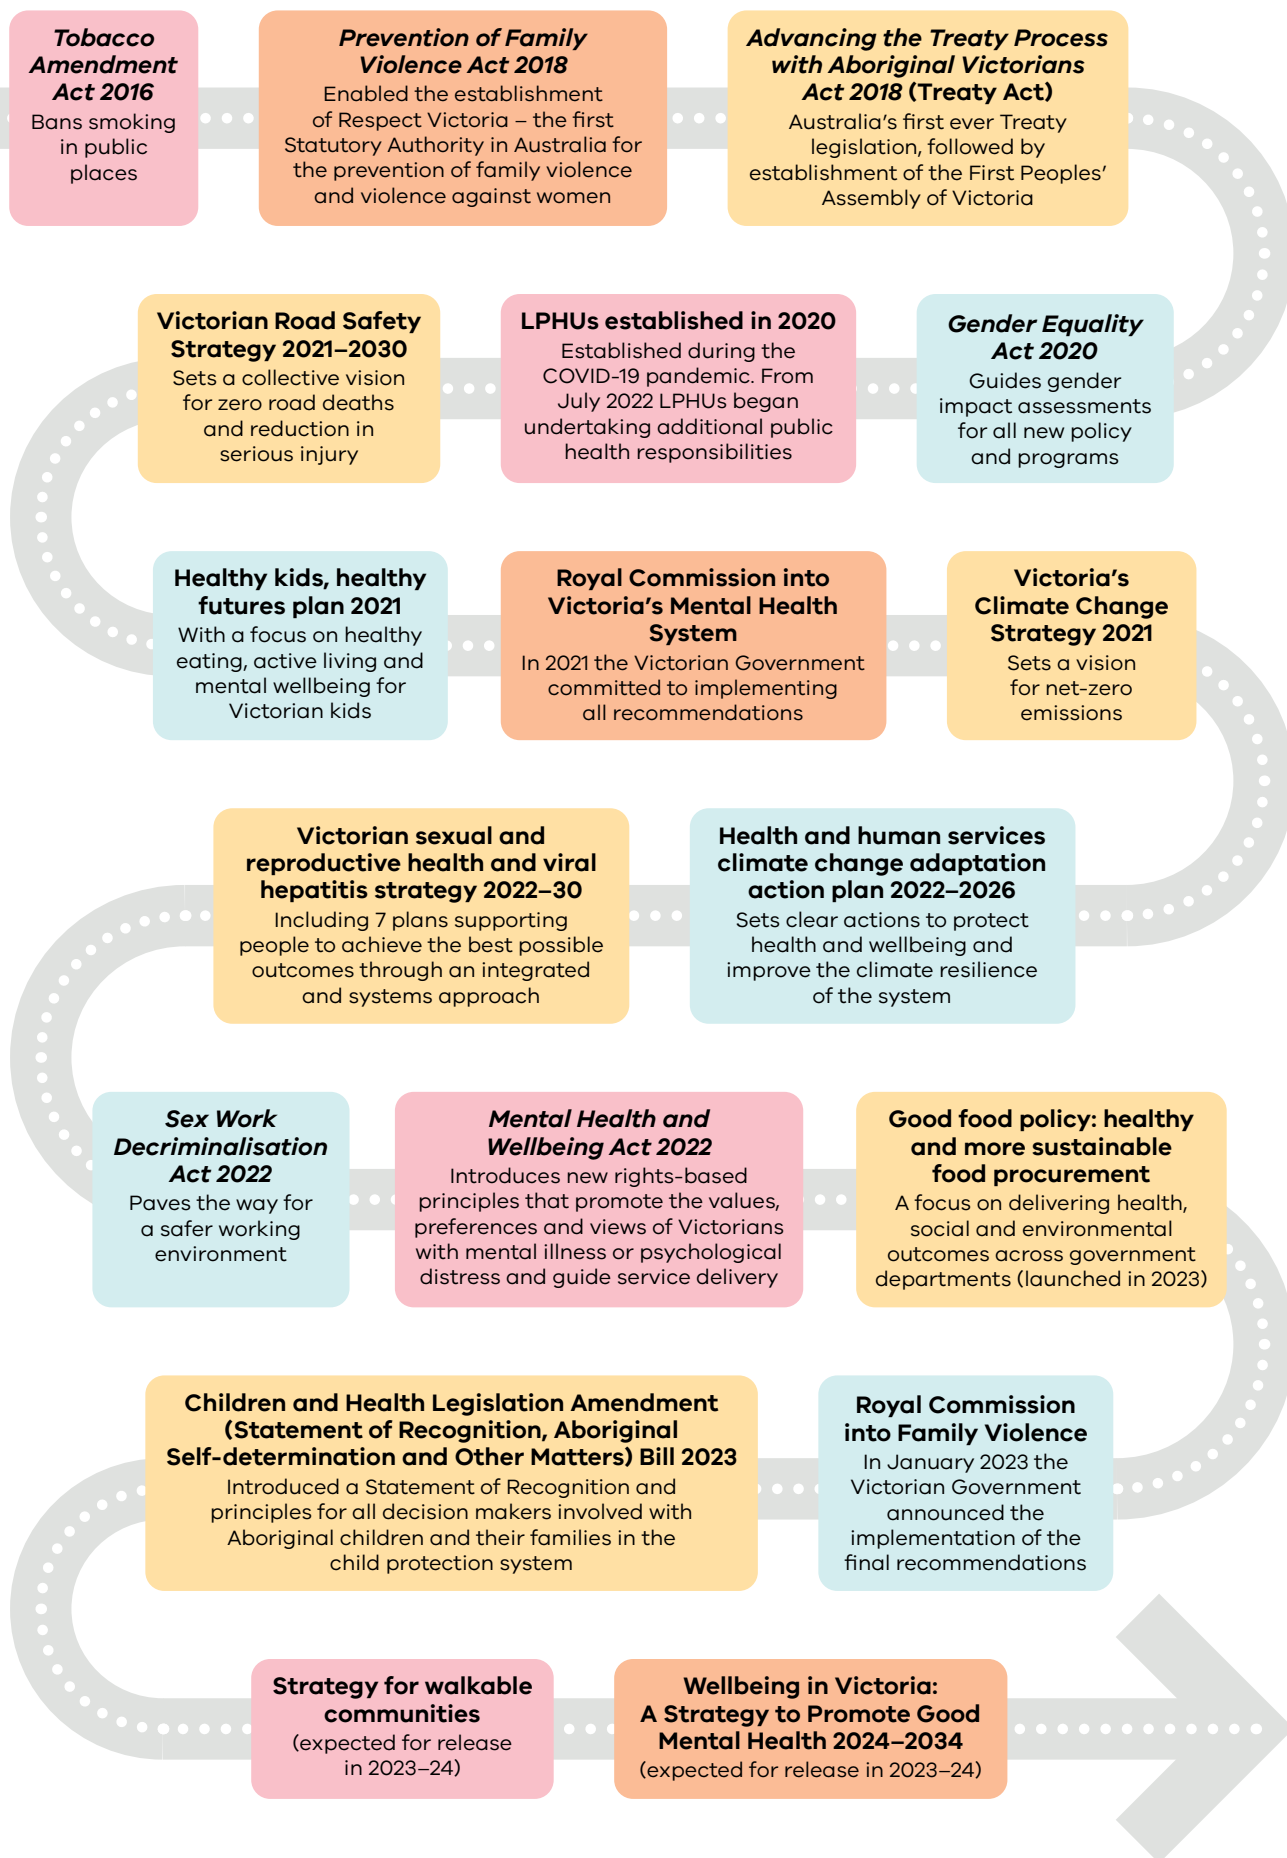 Tobacco
Amendment
Act 2016
Bans smoking
in public
places
Prevention of Family
Violence Act 2018
Enabled the establishment
of Respect Victoria – the first
Statutory Authority in Australia for
the prevention of family violence
and violence against women
Advancing the Treaty Process
with Aboriginal Victorians
Act 2018 (Treaty Act)
Australia's first ever Treaty
legislation, followed by
establishment of the First Peoples'
Assembly of Victoria
Gender Equality
Act 2020
Guides gender
impact assessments
for all new policy
and programs
LPHUs established in 2020
Established during the
COVID-19 pandemic. From
July 2022 LPHUs began
undertaking additional public
health responsibilities
Victorian Road Safety
Strategy 2021–2030
Sets a collective vision
for zero road deaths
and reduction in
serious injury
Healthy kids, healthy
futures plan 2021
With a focus on healthy
eating, active living and
mental wellbeing for
Victorian kids
Royal Commission into
Victoria's Mental Health
System
In 2021 the Victorian Government
committed to implementing
all recommendations
Victoria's
Climate Change
Strategy 2021
Sets a vision
for net-zero
emissions
Health and human services
climate change adaptation
action plan 2022–2026
Sets clear actions to protect
health and wellbeing and
improve the climate resilience
of the system
Victorian sexual and
reproductive health and viral
hepatitis strategy 2022–30
Including 7 plans supporting
people to achieve the best possible
outcomes through an integrated
and systems approach
Sex Work
Decriminalisation
Act 2022
Paves the way for
a safer working
environment
Mental Health and
Wellbeing Act 2022
Introduces new rights-based
principles that promote the values,
preferences and views of Victorians
with mental illness or psychological
distress and guide service delivery
Good food policy: healthy
and more sustainable
food procurement
A focus on delivering health,
social and environmental
outcomes across government
departments (launched in 2023)
Royal Commission
into Family Violence
In January 2023 the
Victorian Government
announced the
implementation of the
final recommendations
Children and Health Legislation Amendment
(Statement of Recognition, Aboriginal
Self-determination and Other Matters) Bill 2023
Introduced a Statement of Recognition and
principles for all decision makers involved with
Aboriginal children and their families in the
child protection system
Strategy for walkable
communities
(expected for release
in 2023–24)
Wellbeing in Victoria:
A Strategy to Promote Good
Mental Health 2024–2034
(expected for release in 2023–24)